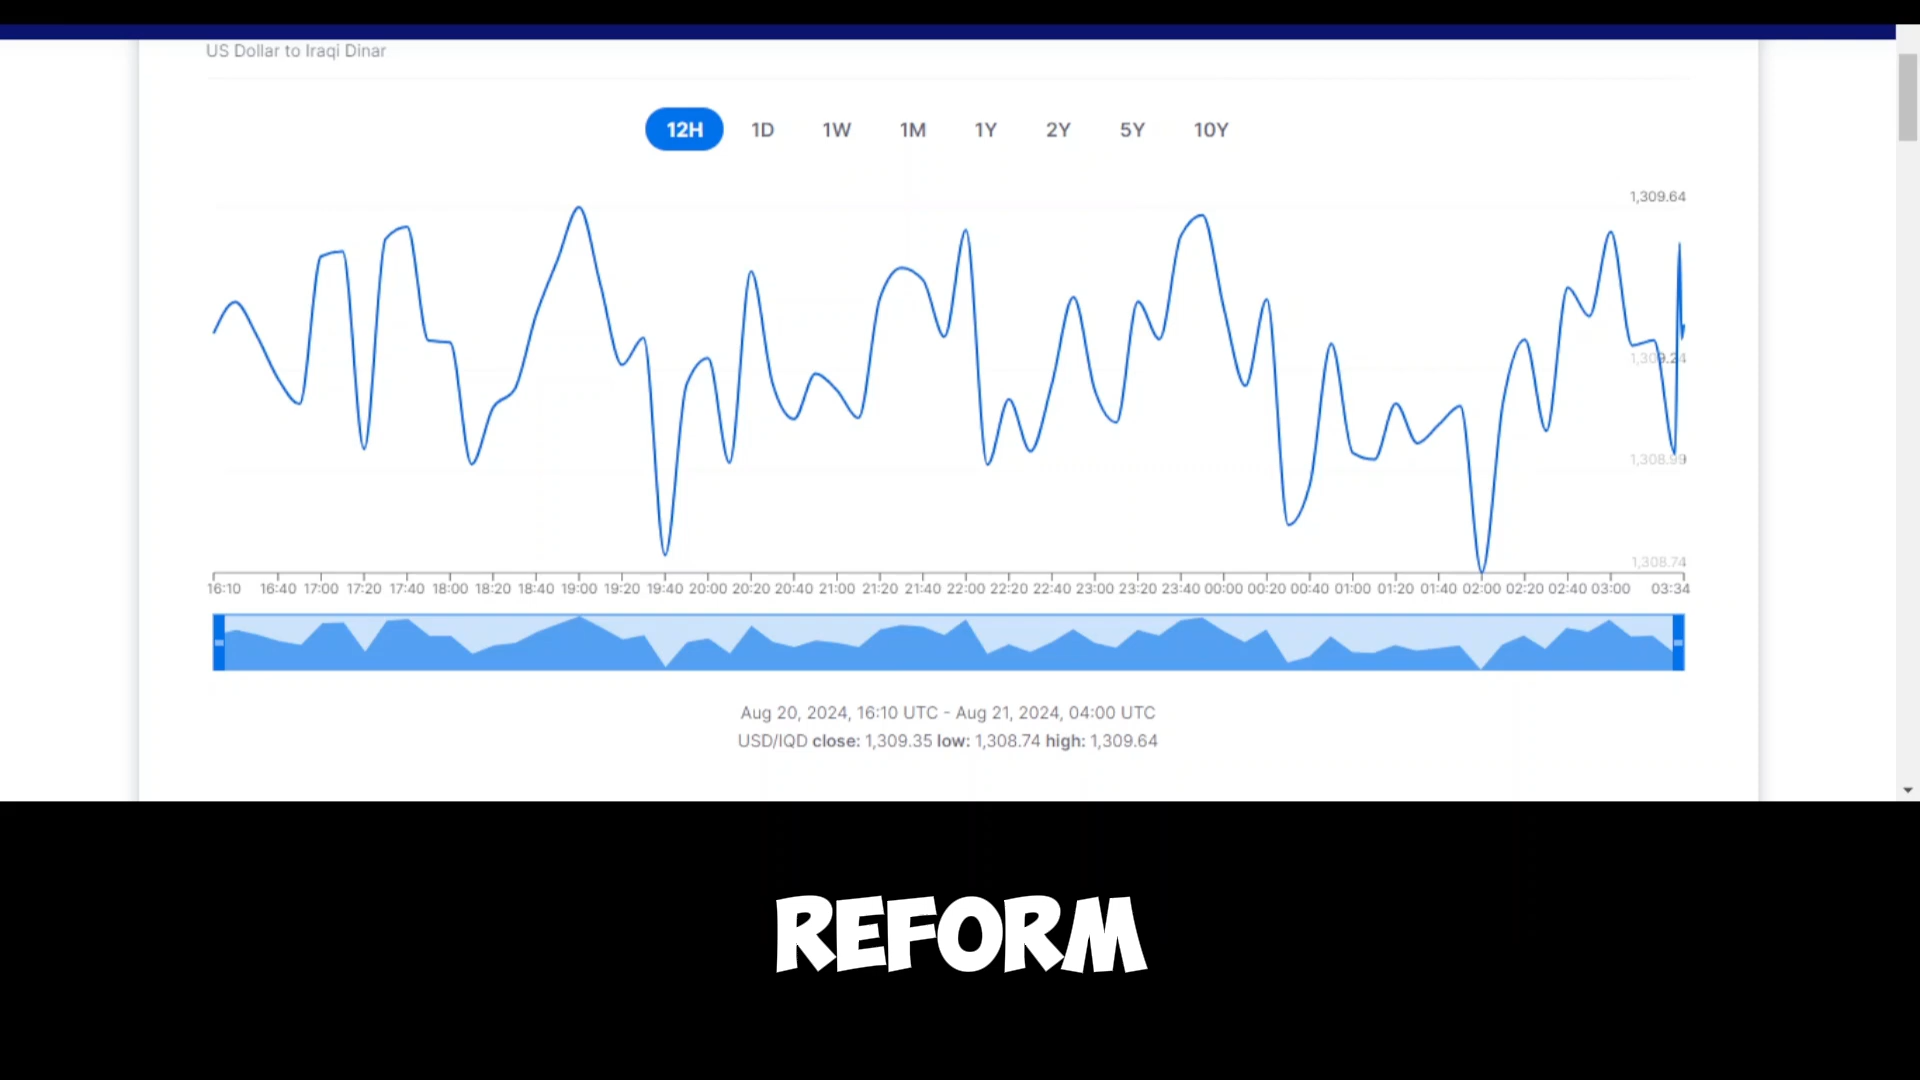 US Dollar to Iraqi Dinar
12H 1D 1W 1M 1Y 2Y 5Y 10Y
1,309.64
1,309.24
1,308.99
1,308.74
16:10 16:40 17:00 17:20 17:40 18:00 18:20 18:40 19:00 19:20 19:40 20:00 20:20 20:40 21:00 21:20 21:40 22:00 22:20 22:40 23:00 23:20 23:40 00:00 00:20 00:40 01:00 01:20 01:40 02:00 02:20 02:40 03:00 03:34
Aug 20, 2024, 16:10 UTC - Aug 21, 2024, 04:00 UTC
USD/IQD close: 1,309.35 low: 1,308.74 high: 1,309.64
REFORM